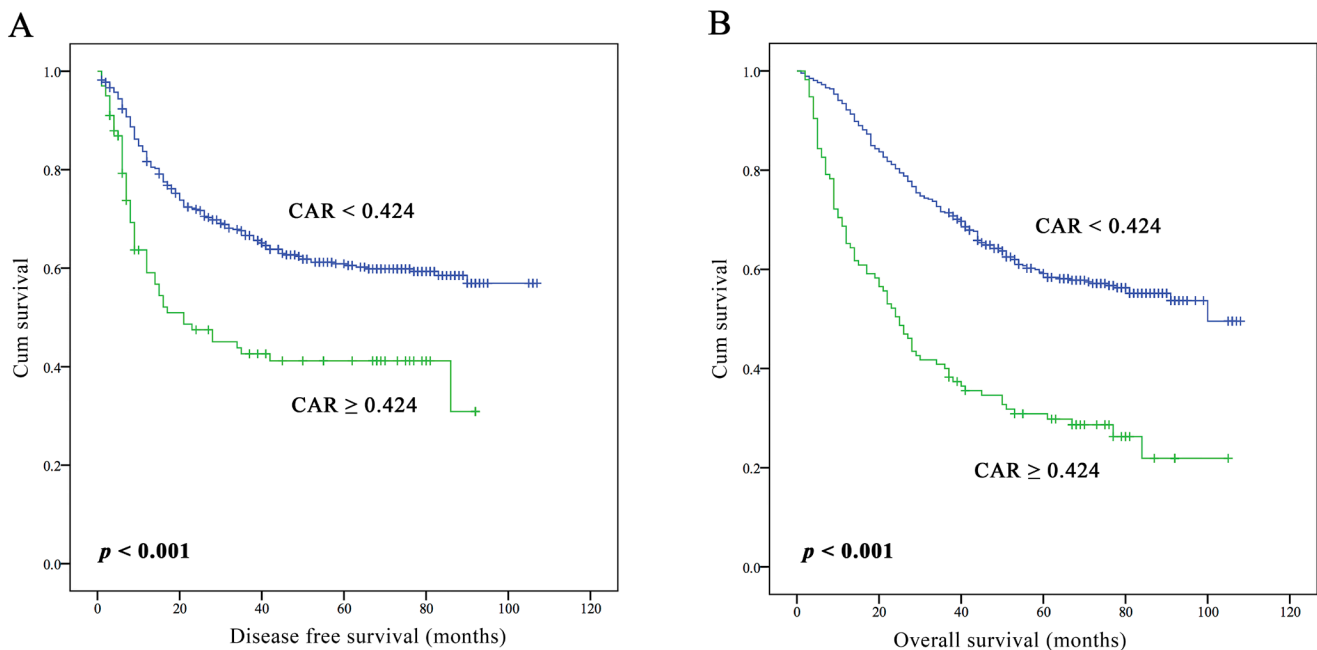 A
Cum survival
1.0
0.8
0.6
0.4
0.2
0.0
CAR < 0.424
CAR ≥ 0.424
p < 0.001
0 20 40 60 80 100 120
Disease free survival (months)
B
Cum survival
1.0
0.8
0.6
0.4
0.2
0.0
CAR < 0.424
CAR ≥ 0.424
p < 0.001
0 20 40 60 80 100 120
Overall survival (months)